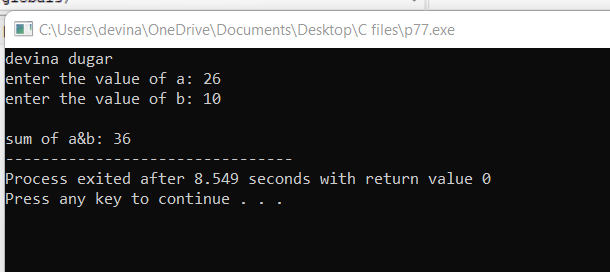 C:\Users\devina\OneDrive\Documents\Desktop\C files\p77.exe
devina dugar
enter the value of a: 26
enter the value of b: 10
sum of a&b: 36
--------------------------------
Process exited after 8.549 seconds with return value 0
Press any key to continue . . .